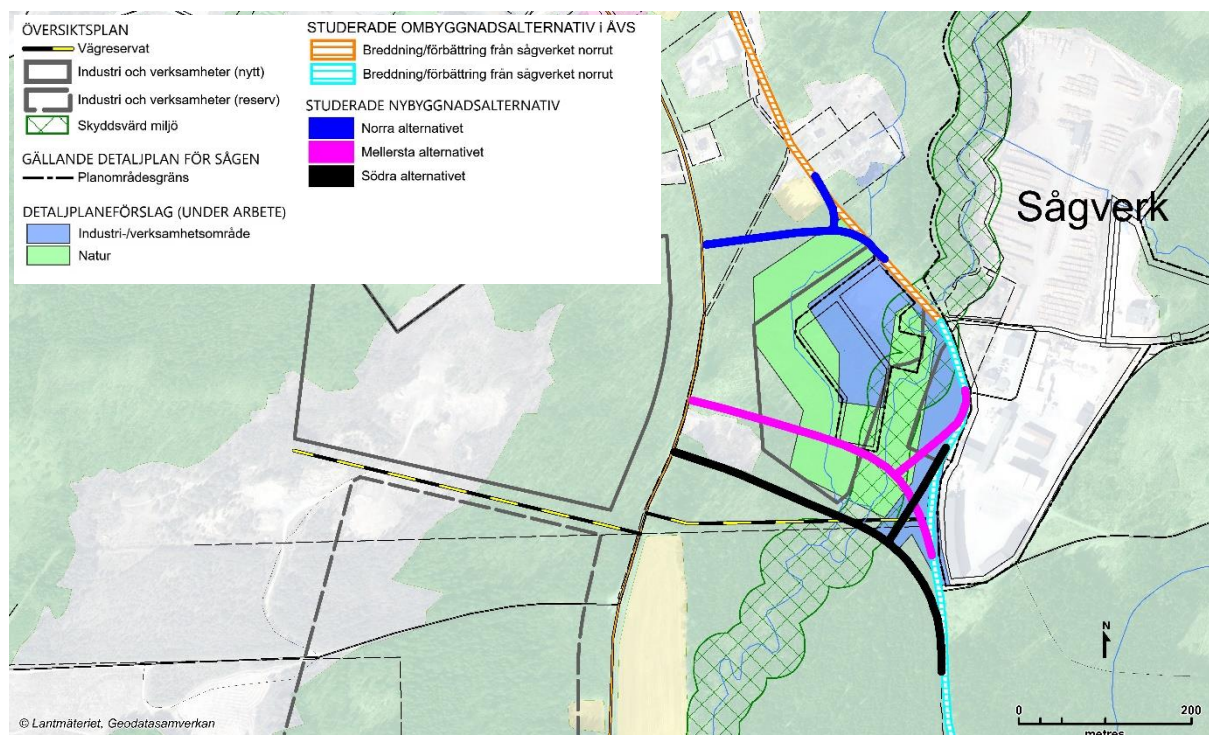 ÖVERSIKTSPLAN
Vägreservat
Industri och verksamheter (nytt)
Industri och verksamheter (reserv)
Skyddsvärd miljö
GÄLLANDE DETALJPLAN FÖR SÅGEN
Planområdesgräns
DETALJPLANEFÖRSLAG (UNDER ARBETE)
Industri-/verksamhetsområde
Natur
STUDERADE OMBYGGNADSALTERNATIV i ÅVS
Breddning/förbättring från sågverket norrut
Breddning/förbättring från sågverket norrut
STUDERADE NYBYGGNADSALTERNATIV
Norra alternativet
Mellersta alternativet
Södra alternativet
Sågverk
N
0 200
metres
© Lantmäteriet, Geodatasamverkan